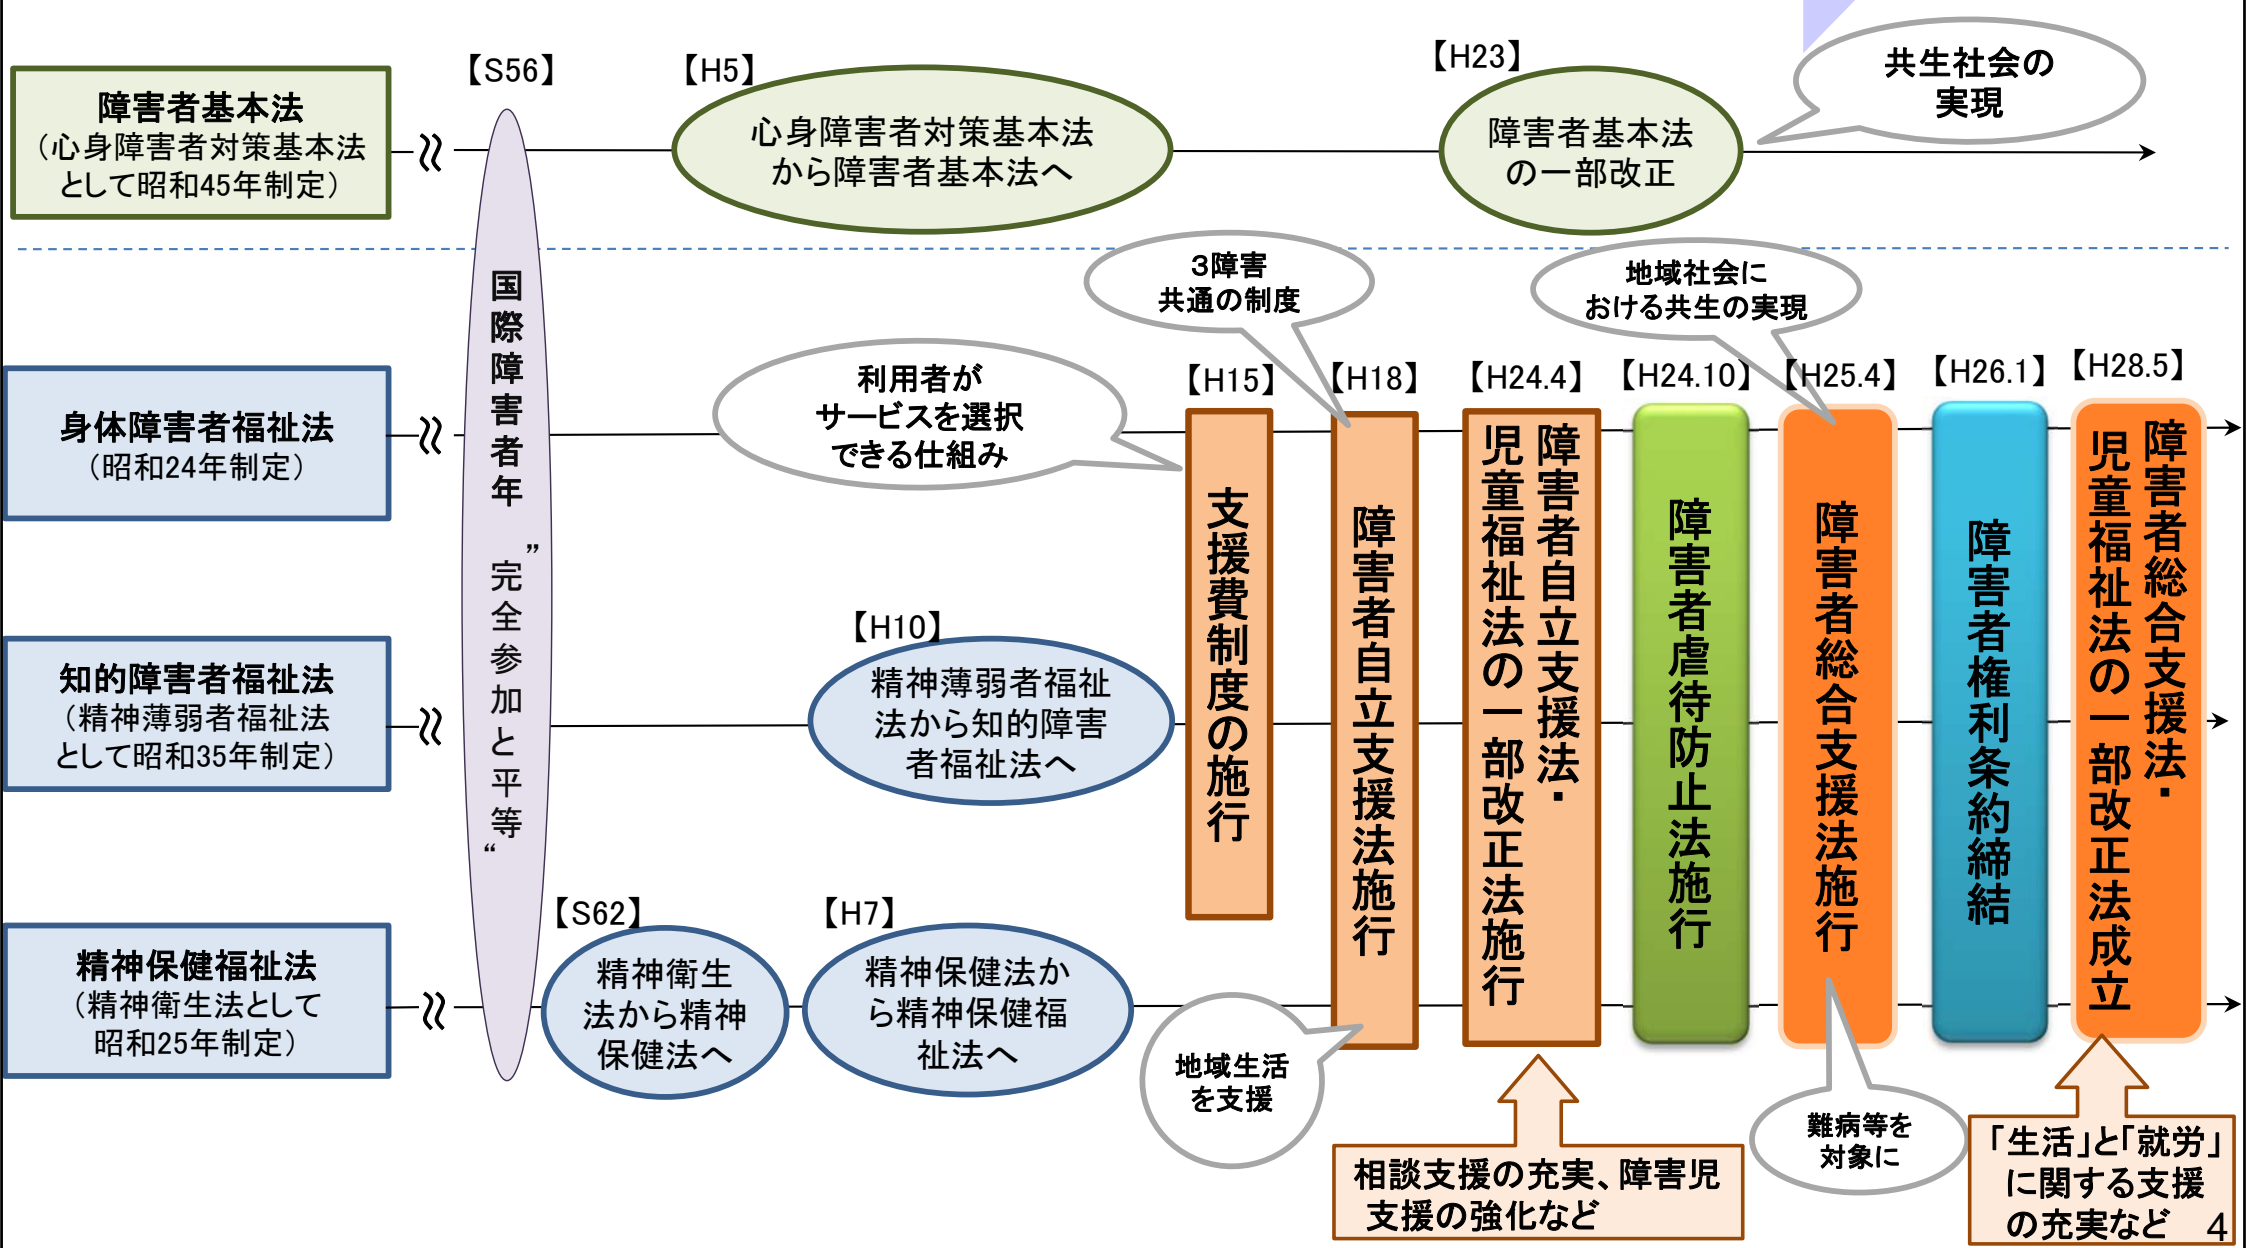 【S56】
【H5】
【H23】
共生社会の
実現
障害者基本法
（心身障害者対策基本法
として昭和45年制定）
心身障害者対策基本法
から障害者基本法へ
障害者基本法
の一部改正
国際障害者年 ”完全参加と平等“
3障害
共通の制度
地域社会に
おける共生の実現
利用者が
サービスを選択
できる仕組み
【H15】
【H18】
【H24.4】
【H24.10】
【H25.4】
【H26.1】
【H28.5】
身体障害者福祉法
（昭和24年制定）
支援費制度の施行
障害者自立支援法施行
障害者自立支援法・
児童福祉法の一部改正法施行
障害者虐待防止法施行
障害者総合支援法施行
障害者権利条約締結
障害者総合支援法・
児童福祉法の一部改正法成立
【H10】
知的障害者福祉法
（精神薄弱者福祉法
として昭和35年制定）
精神薄弱者福祉
法から知的障害
者福祉法へ
【S62】
【H7】
精神保健福祉法
（精神衛生法として
昭和25年制定）
精神衛生
法から精神
保健法へ
精神保健法か
ら精神保健福
祉法へ
地域生活
を支援
相談支援の充実、障害児
支援の強化など
難病等を
対象に
「生活」と「就労」
に関する支援
の充実など
4